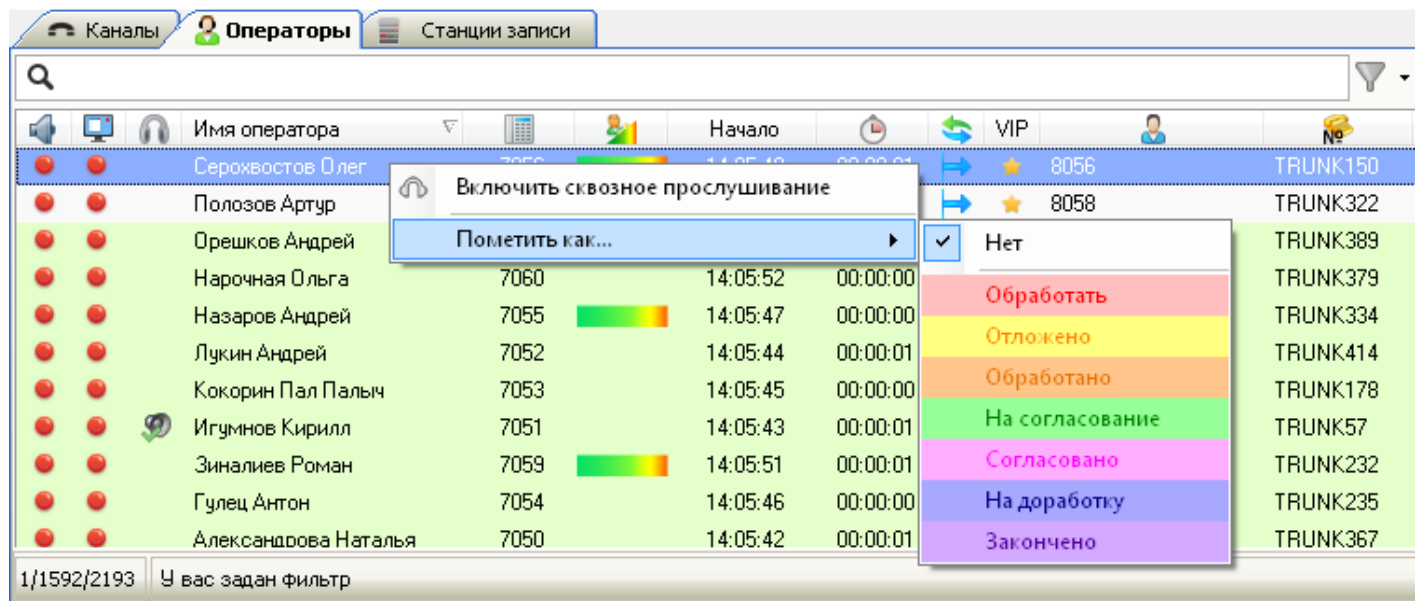 Каналы Операторы Станции записи
Имя оператора Начало VIP №
Серохвостов Олег 8056 TRUNK150
Включить сквозное прослушивание
Полозов Артур 8058 TRUNK322
Орешков Андрей Пометить как... Нет TRUNK389
Нарочная Ольга 7060 14:05:52 00:00:00 TRUNK379
Обработать
Назаров Андрей 7055 14:05:47 00:00:00 TRUNK334
Отложено
Лукин Андрей 7052 14:05:44 00:00:01 TRUNK414
Обработано
Кокорин Пал Палыч 7053 14:05:45 00:00:00 TRUNK178
На согласование
Игумнов Кирилл 7051 14:05:43 00:00:01 TRUNK57
Согласовано
Зиналиев Роман 7059 14:05:51 00:00:01 TRUNK232
На доработку
Гулец Антон 7054 14:05:46 00:00:00 TRUNK235
Закончено
Александрова Наталья 7050 14:05:42 00:00:01 TRUNK367
1/1592/2193 У вас задан фильтр